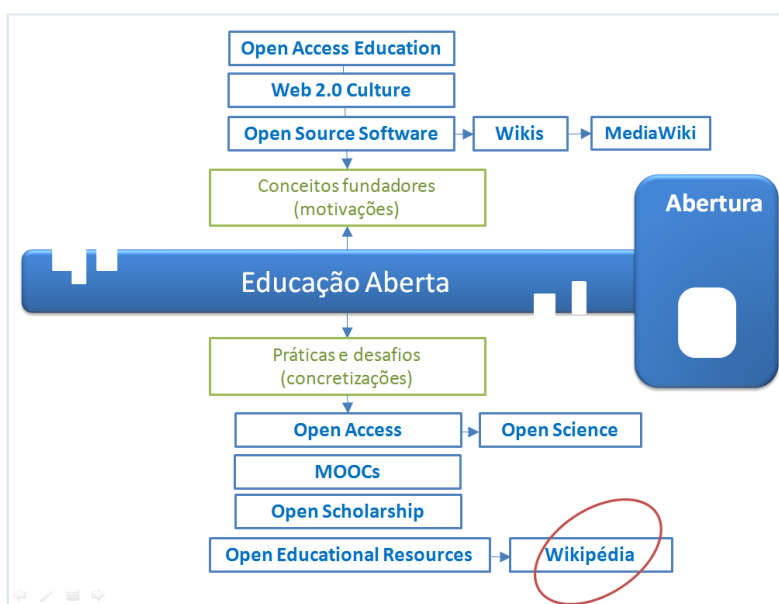 Open Access Education
Web 2.0 Culture
Open Source Software
Wikis
MediaWiki
Conceitos fundadores
(motivações)
Abertura
Educação Aberta
Práticas e desafios
(concretizações)
Open Access
Open Science
MOOCs
Open Scholarship
Open Educational Resources
Wikipédia